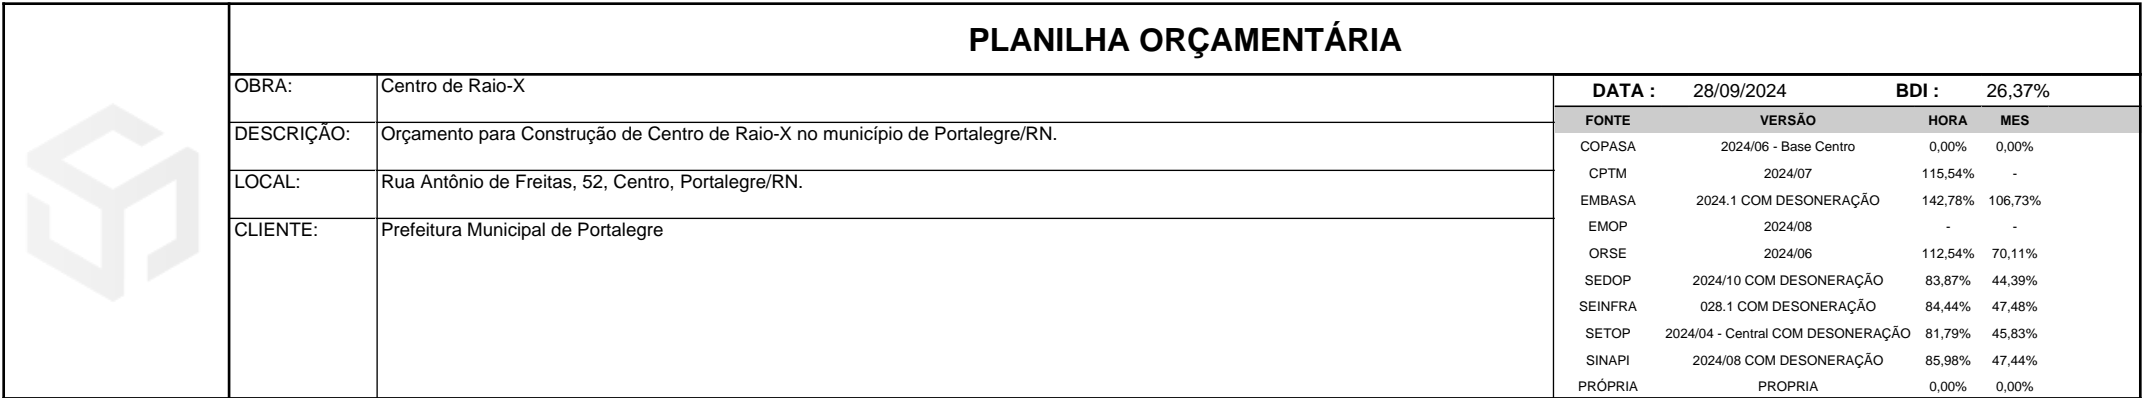 PLANILHA ORÇAMENTÁRIA
OBRA: Centro de Raio-X
DESCRIÇÃO: Orçamento para Construção de Centro de Raio-X no município de Portalegre/RN.
LOCAL: Rua Antônio de Freitas, 52, Centro, Portalegre/RN.
CLIENTE: Prefeitura Municipal de Portalegre
DATA : 28/09/2024 BDI : 26,37%
FONTE VERSÃO HORA MES
COPASA 2024/06 - Base Centro 0,00% 0,00%
CPTM 2024/07 115,54% -
EMBASA 2024.1 COM DESONERAÇÃO 142,78% 106,73%
EMOP 2024/08 - -
ORSE 2024/06 112,54% 70,11%
SEDOP 2024/10 COM DESONERAÇÃO 83,87% 44,39%
SEINFRA 028.1 COM DESONERAÇÃO 84,44% 47,48%
SETOP 2024/04 - Central COM DESONERAÇÃO 81,79% 45,83%
SINAPI 2024/08 COM DESONERAÇÃO 85,98% 47,44%
PRÓPRIA PROPRIA 0,00% 0,00%